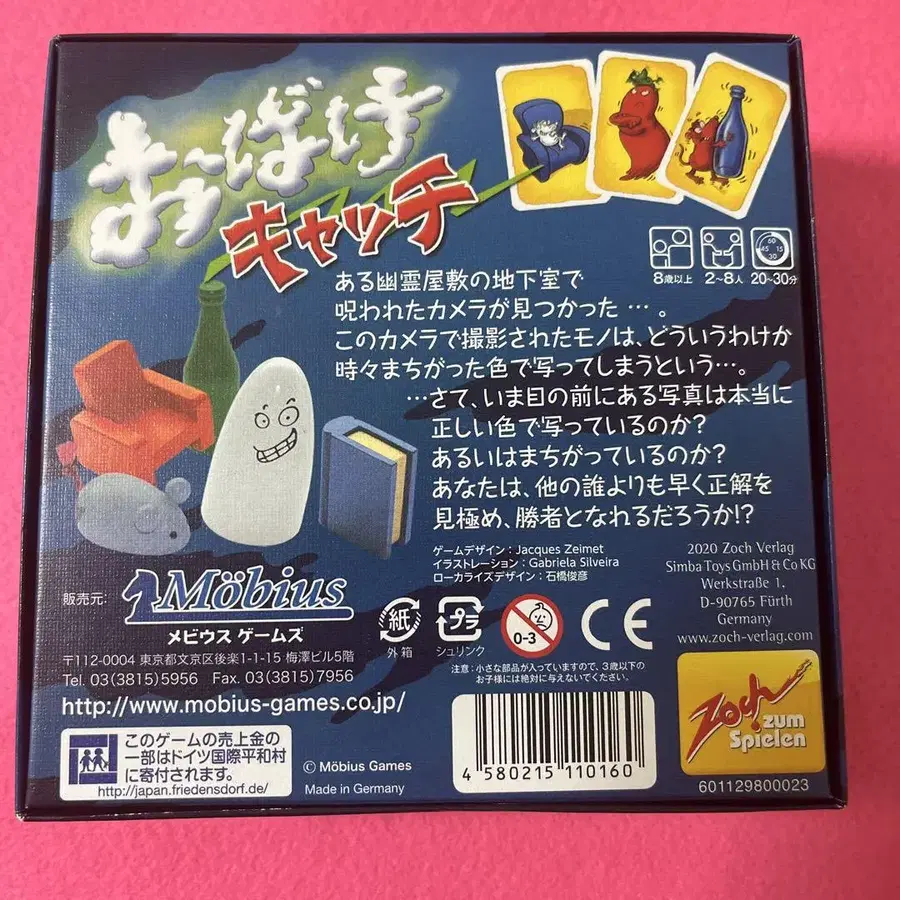 おばけ
キャッチ
60
45 15
30
8歳以上 2~8人 20~30分
ある幽霊屋敷の地下室で
呪われたカメラが見つかった …。
このカメラで撮影されたモノは、どういうわけか
時々まちがった色で写ってしまうという…。
…さて、いま目の前にある写真は本当に
正しい色で写っているのか?
あるいはまちがっているのか?
あなたは、他の誰よりも早く正解を
見極め、勝者となれるだろうか!?
ゲームデザイン:Jacques Zeimet
イラストレーション:Gabriela Silveira
ローカライズデザイン:石橋俊彦
2020 Zoch Verlag
Simba Toys GmbH & Co KG
Werkstraße 1,
D-90765 Fürth
Germany
www.zoch-verlag.com
販売元:
Möbius
メビウス ゲームズ
〒112-0004 東京都文京区後楽1-1-15 梅澤ビル5階
Tel. 03(3815)5956 Fax. 03(3815)7956
http://www.mobius-games.co.jp/
紙
外箱
プラ
シュリンク
0-3
CE
注意:小さな部品が入っていますので、3歳以下の
お子様には絶対に与えないでください。
このゲームの売上金の
一部はドイツ国際平和村
に寄付されます。
http://japan.friedensdorf.de/
© Möbius Games
Made in Germany
4 580215 110160
Zoch
zum
Spielen
601129800023